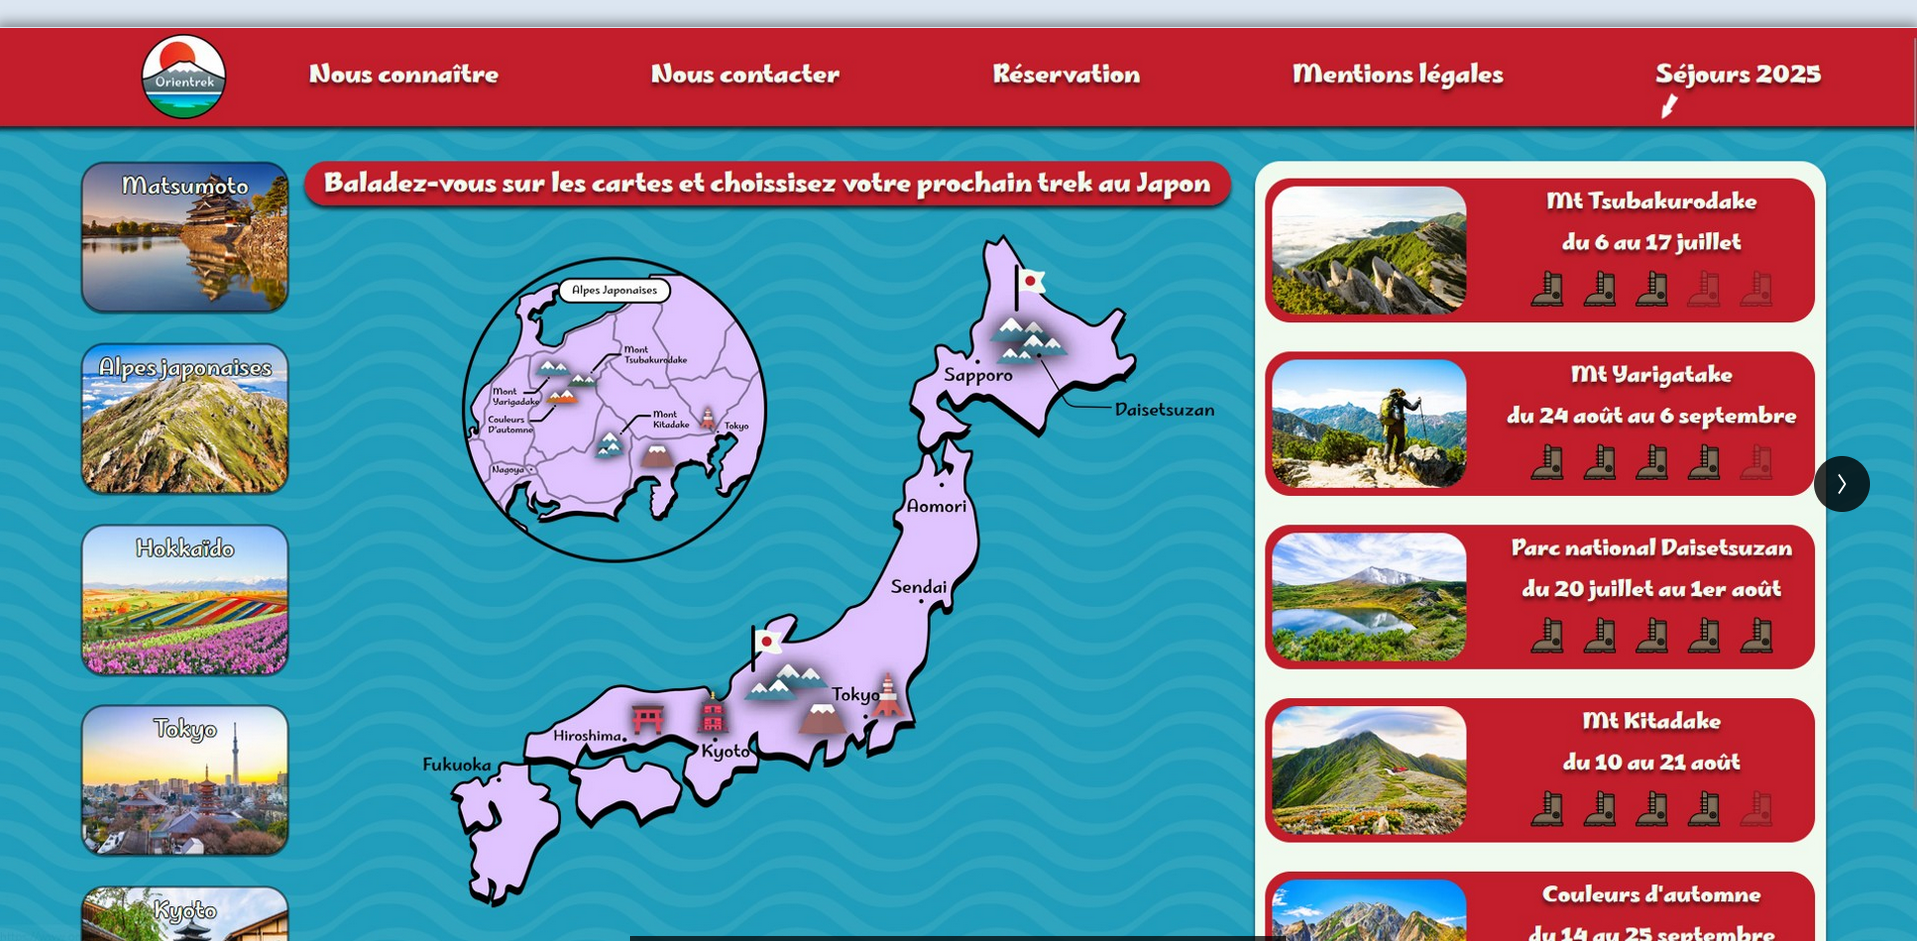 Orientrek
Nous connaître
Nous contacter
Réservation
Mentions légales
Séjours 2025
Matsumoto
Alpes japonaises
Hokkaïdo
Tokyo
Kyoto
Baladez-vous sur les cartes et choissisez votre prochain trek au Japon
Alpes Japonaises
Mont
Tsubakurodake
Mont
Yarigadake
Couleurs
D'automne
Mont
Kitadake
Tokyo
Nagoya
Sapporo
Daisetsuzan
Aomori
Sendai
Tokyo
Hiroshima
Kyoto
Fukuoka
Mt Tsubakurodake
du 6 au 17 juillet
Mt Yarigatake
du 24 août au 6 septembre
Parc national Daisetsuzan
du 20 juillet au 1er août
Mt Kitadake
du 10 au 21 août
Couleurs d'automne
du 14 au 25 septembre